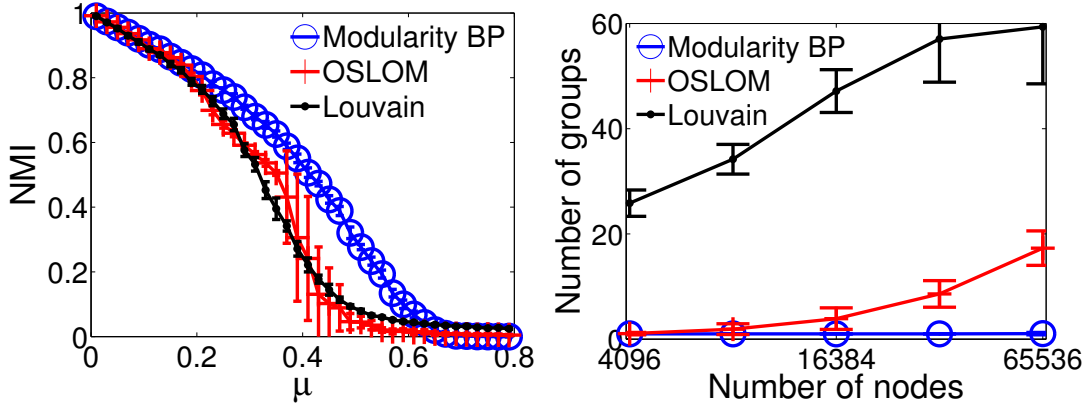 1
0.8
0.6
0.4
0.2
0
NMI
Modularity BP
OSLOM
Louvain
0 0.2 0.4 0.6 0.8
μ
60
40
20
0
Number of groups
Modularity BP
OSLOM
Louvain
4096 16384 65536
Number of nodes